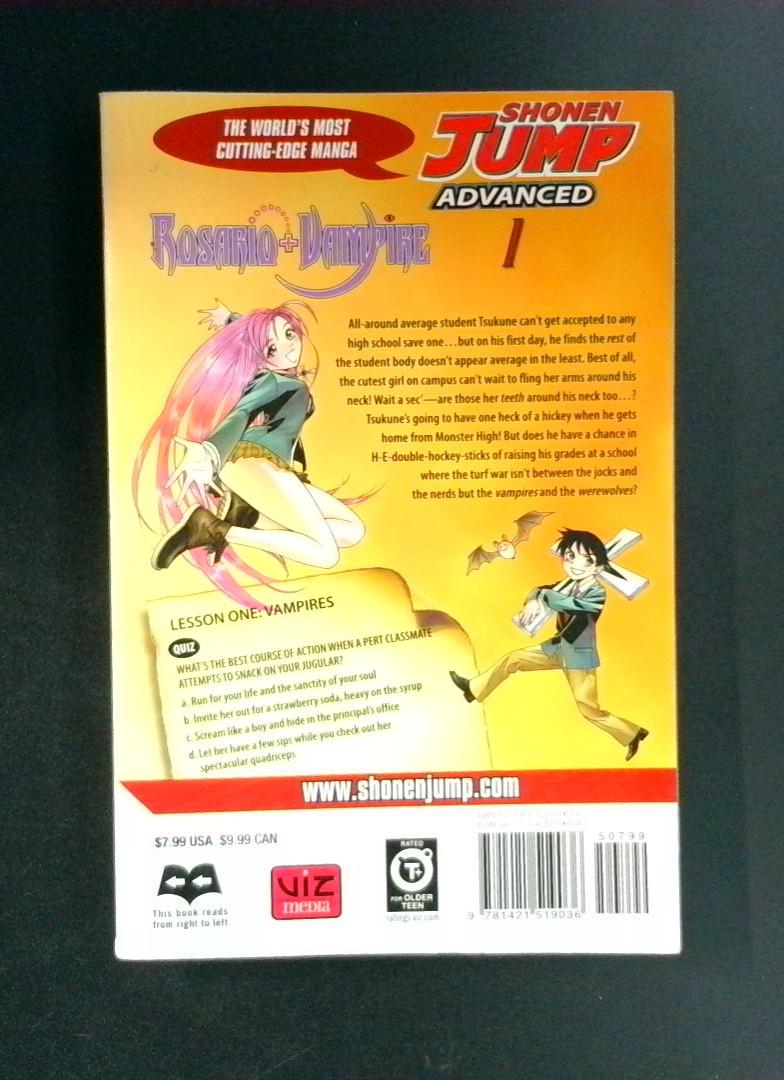 THE WORLD'S MOST
CUTTING-EDGE MANGA
SHONEN
JUMP
ADVANCED
ROSARIO+VAMPIRE
1
All-around average student Tsukune can't get accepted to any
high school save one...but on his first day, he finds the rest of
the student body doesn't appear average in the least. Best of all,
the cutest girl on campus can't wait to fling her arms around his
neck! Wait a sec'—are those her teeth around his neck too...?
Tsukune's going to have one heck of a hickey when he gets
home from Monster High! But does he have a chance in
H-E-double-hockey-sticks of raising his grades at a school
where the turf war isn't between the jocks and
the nerds but the vampires and the werewolves?
LESSON ONE: VAMPIRES
QUIZ
WHAT'S THE BEST COURSE OF ACTION WHEN A PERT CLASSMATE
ATTEMPTS TO SNACK ON YOUR JUGULAR?
a. Run for your life and the sanctity of your soul
b. Invite her out for a strawberry soda, heavy on the syrup
c. Scream like a boy and hide in the principal's office
d. Let her have a few sips while you check out her
spectacular quadriceps
www.shonenjump.com
$7.99 USA $9.99 CAN
This book reads
from right to left.
VIZ
media
RATED
T+
FOR OLDER
TEEN
ratings.viz.com
50799
9 781421 519036